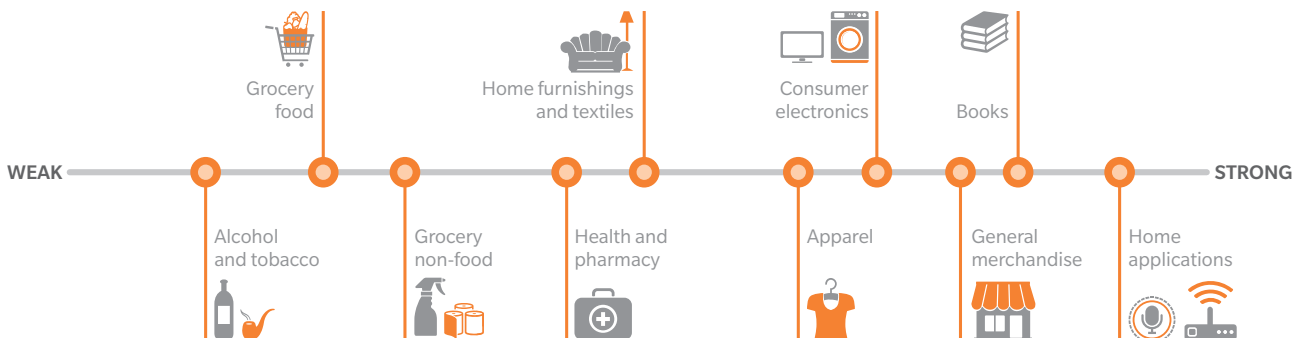 Grocery
food
Home furnishings
and textiles
Consumer
electronics
Books
WEAK
STRONG
Alcohol
and tobacco
Grocery
non-food
Health and
pharmacy
Apparel
General
merchandise
Home
applications